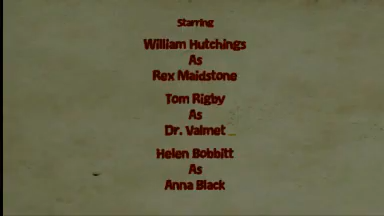 Starring
William Hutchings
As
Rex Maidstone
Tom Rigby
As
Dr. Valmet
Helen Bobbitt
As
Anna Black